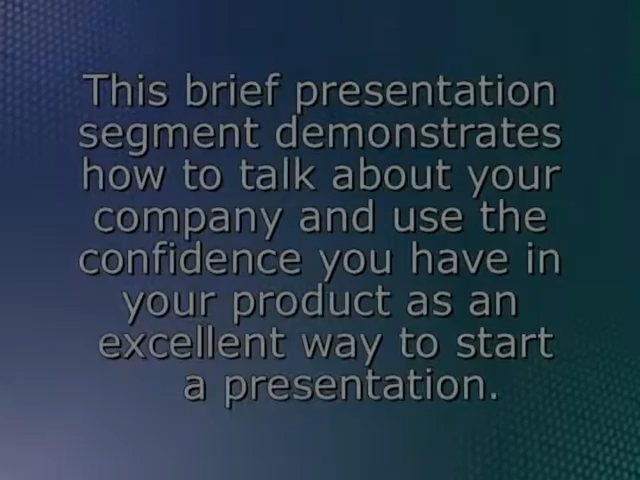 This brief presentation
segment demonstrates
how to talk about your
company and use the
confidence you have in
your product as an
excellent way to start
a presentation.